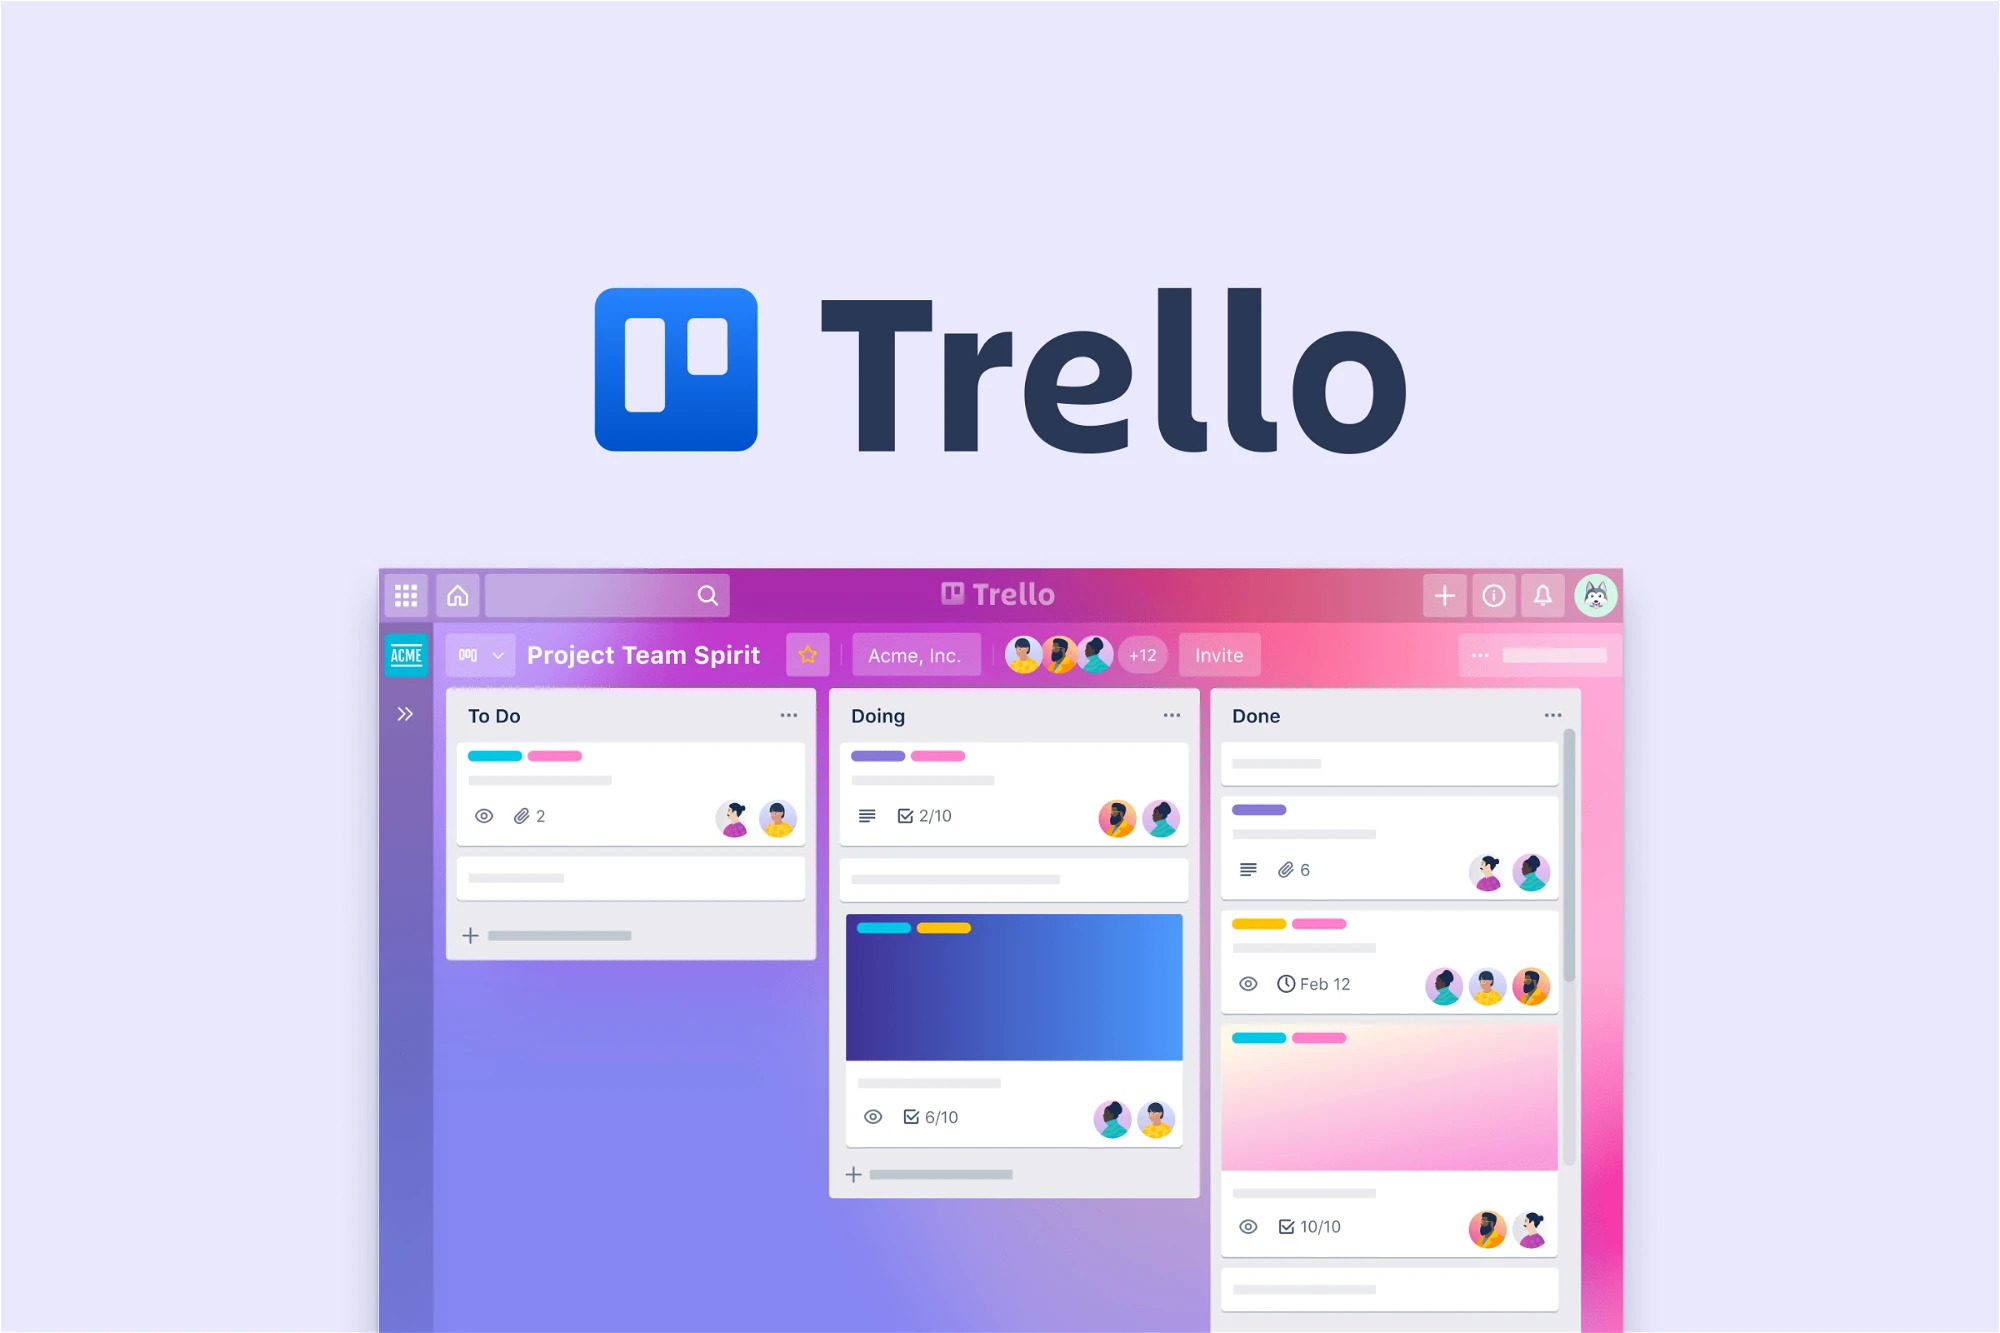 Trello
Trello
ACME
Project Team Spirit
Acme, Inc.
+12
Invite
To Do
2
Doing
2/10
6/10
Done
6
Feb 12
10/10